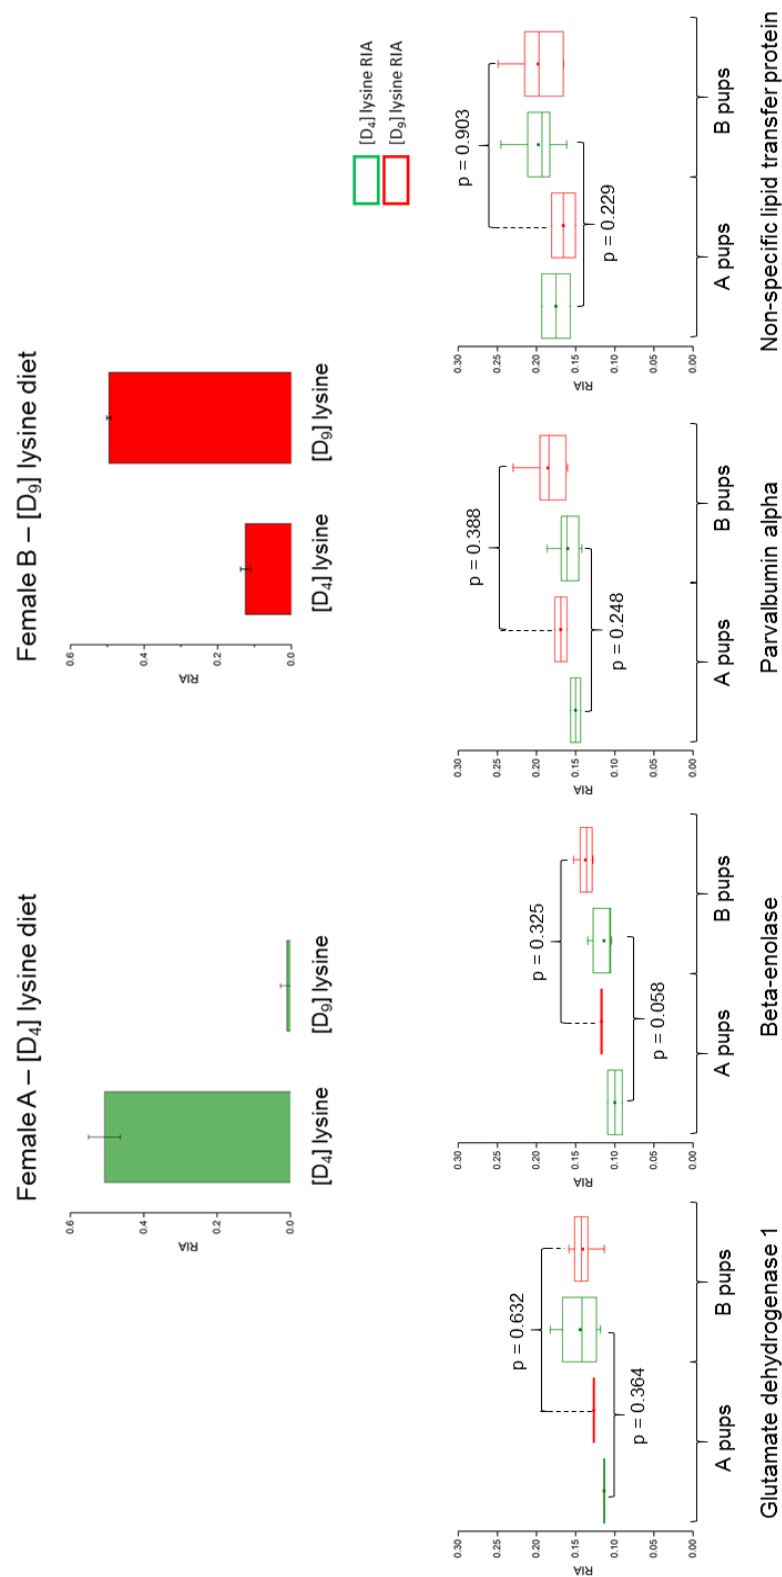 Female A – [D4] lysine diet
0.6
0.4
0.2
0.0
RIA
[D4] lysine
[D9] lysine
Female B – [D9] lysine diet
0.6
0.4
0.2
0.0
RIA
[D4] lysine
[D9] lysine
[D4] lysine RIA
[D9] lysine RIA
0.30
0.25
0.20
0.15
0.10
0.05
0.00
RIA
p = 0.632
p = 0.364
A pups
B pups
Glutamate dehydrogenase 1
0.30
0.25
0.20
0.15
0.10
0.05
0.00
RIA
p = 0.325
p = 0.058
A pups
B pups
Beta-enolase
0.30
0.25
0.20
0.15
0.10
0.05
0.00
RIA
p = 0.388
p = 0.248
A pups
B pups
Parvalbumin alpha
0.30
0.25
0.20
0.15
0.10
0.05
0.00
RIA
p = 0.903
p = 0.229
A pups
B pups
Non-specific lipid transfer protein